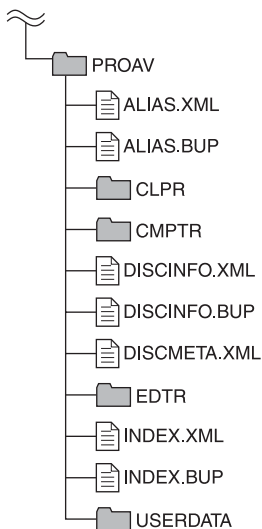 PROAV
ALIAS.XML
ALIAS.BUP
CLPR
CMPTR
DISCINFO.XML
DISCINFO.BUP
DISCMETA.XML
EDTR
INDEX.XML
INDEX.BUP
USERDATA